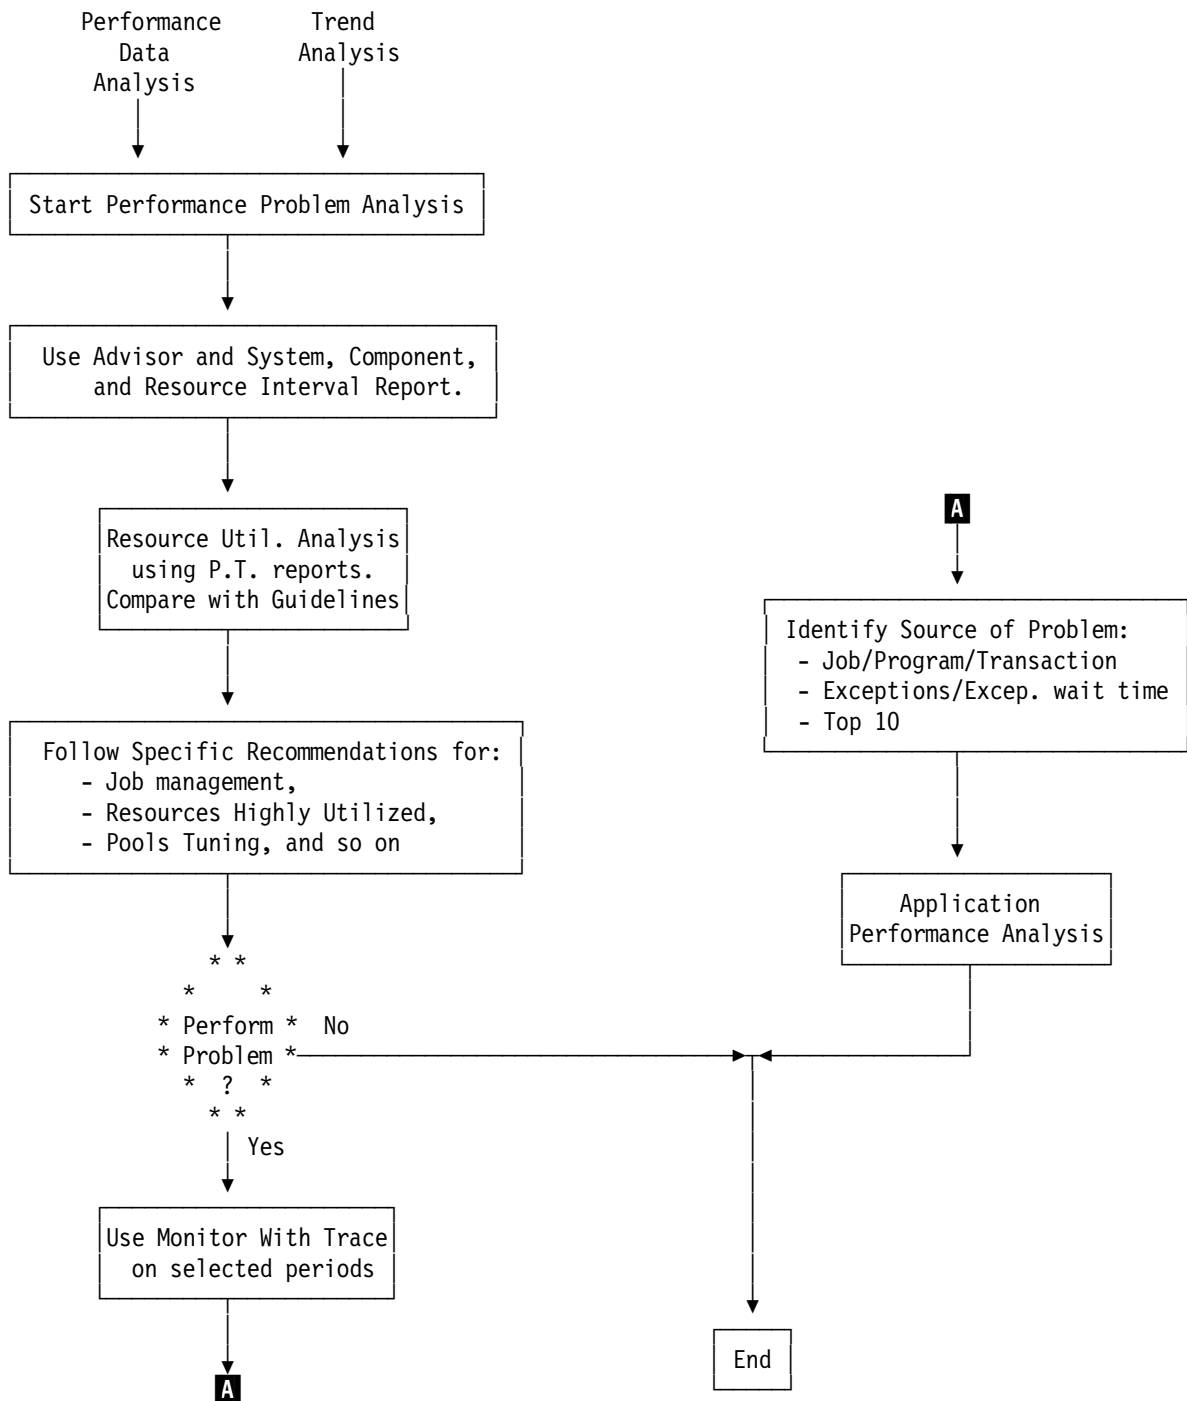 Performance
Data
Analysis
Trend
Analysis
Start Performance Problem Analysis
Use Advisor and System, Component,
and Resource Interval Report.
Resource Util. Analysis
using P.T. reports.
Compare with Guidelines
Follow Specific Recommendations for:
- Job management,
- Resources Highly Utilized,
- Pools Tuning, and so on
* *
* *
* Perform * No
* Problem *
* ? *
* *
Yes
Use Monitor With Trace
on selected periods
A
A
Identify Source of Problem:
- Job/Program/Transaction
- Exceptions/Excep. wait time
- Top 10
Application
Performance Analysis
End